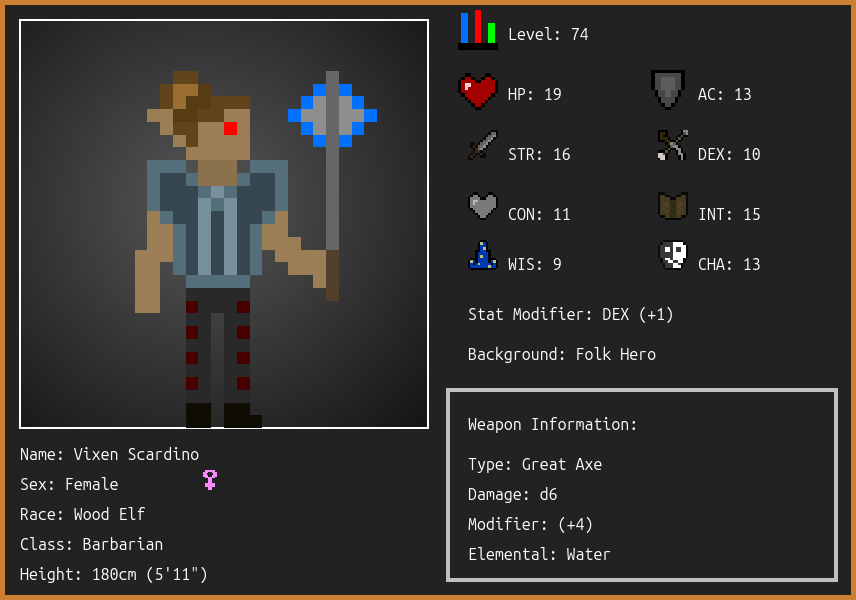 Level: 74
HP: 19
AC: 13
STR: 16
DEX: 10
CON: 11
INT: 15
WIS: 9
CHA: 13
Stat Modifier: DEX (+1)
Background: Folk Hero
Weapon Information:
Type: Great Axe
Damage: d6
Modifier: (+4)
Elemental: Water
Name: Vixen Scardino
Sex: Female
Race: Wood Elf
Class: Barbarian
Height: 180cm (5'11")